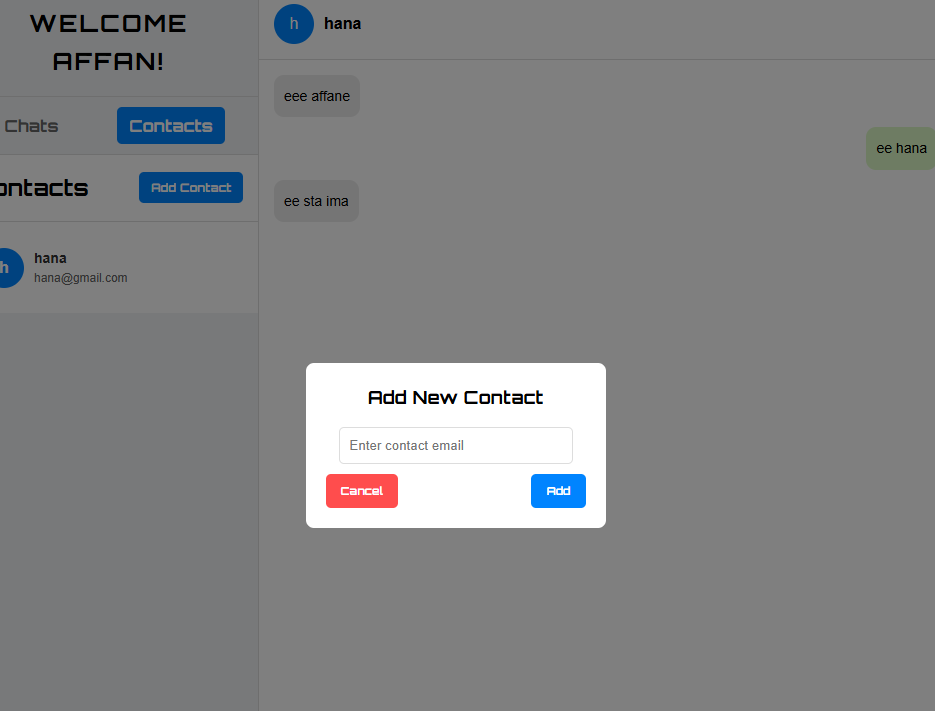 WELCOME
AFFAN!
Chats
Contacts
ontacts
Add Contact
h
hana
hana@gmail.com
h
hana
eee affane
ee hana
ee sta ima
Add New Contact
Enter contact email
Cancel
Add